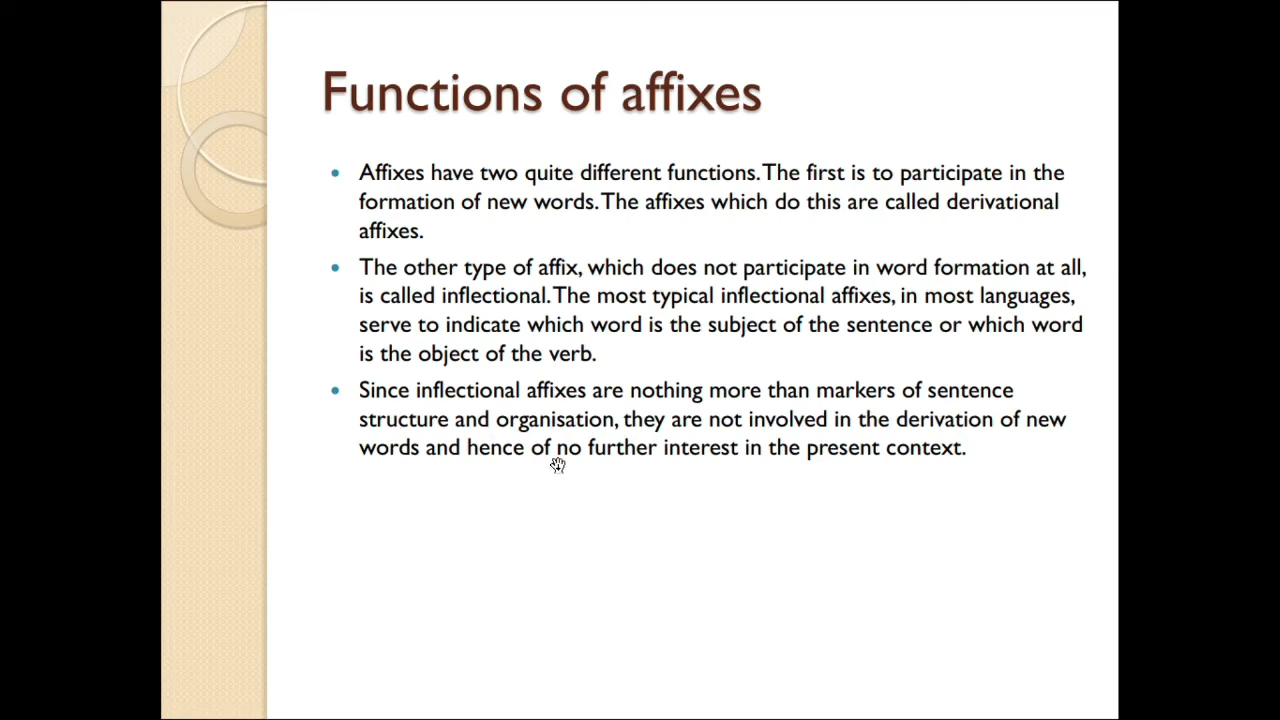 Functions of affixes
Affixes have two quite different functions. The first is to participate in the
formation of new words. The affixes which do this are called derivational
affixes.
The other type of affix, which does not participate in word formation at all,
is called inflectional. The most typical inflectional affixes, in most languages,
serve to indicate which word is the subject of the sentence or which word
is the object of the verb.
Since inflectional affixes are nothing more than markers of sentence
structure and organisation, they are not involved in the derivation of new
words and hence of no further interest in the present context.